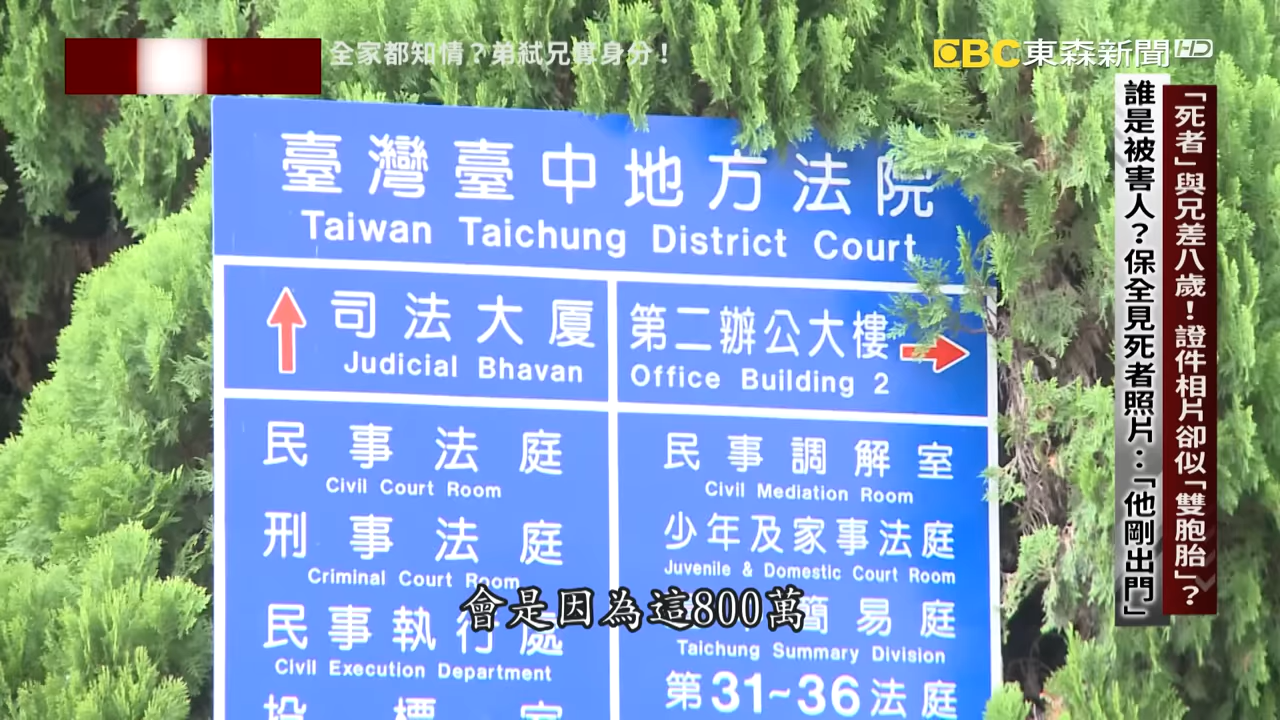 全家都知情？弟弒兄奪身分！
EBC東森新聞HD
「死者」與兄差八歲！證件相片卻似「雙胞胎」？
誰是被害人？保全見死者照片：「他剛出門」
臺灣臺中地方法院
Taiwan Taichung District Court
司法大廈
Judicial Bhavan
第二辦公大樓
Office Building 2
民事法庭
Civil Court Room
刑事法庭
Criminal Court Room
民事執行處
Civil Execution Department
民事調解室
Civil Mediation Room
少年及家事法庭
Juvenile & Domestic Court Room
簡易庭
Taichung Summary Division
第31~36法庭
會是因為這800萬